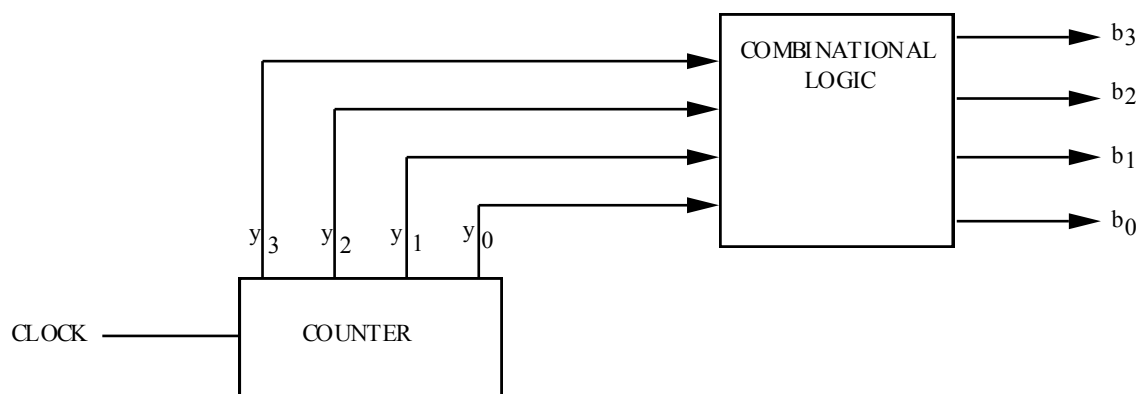 COMBINATIONAL
LOGIC
b3
b2
b1
b0
y3
y2
y1
y0
CLOCK
COUNTER